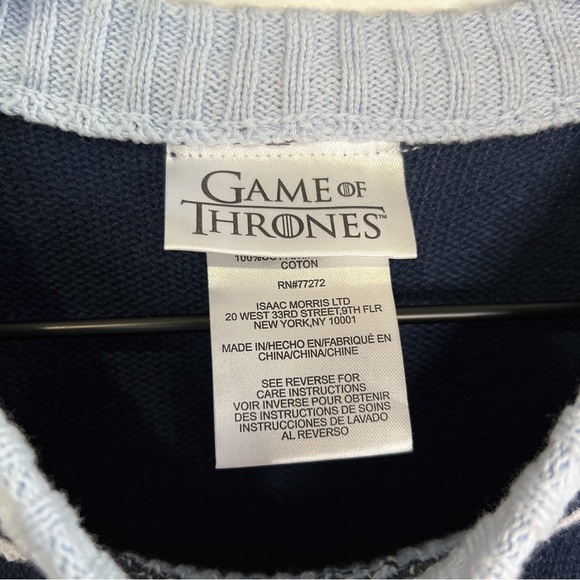 GAME OF
THRONES™
COTON
RN#77272
ISAAC MORRIS LTD
20 WEST 33RD STREET,9TH FLR
NEW YORK,NY 10001
MADE IN/HECHO EN/FABRIQUÉ EN
CHINA/CHINA/CHINE
SEE REVERSE FOR
CARE INSTRUCTIONS
VOIR INVERSE POUR OBTENIR
DES INSTRUCTIONS DE SOINS
INSTRUCCIONES DE LAVADO
AL REVERSO